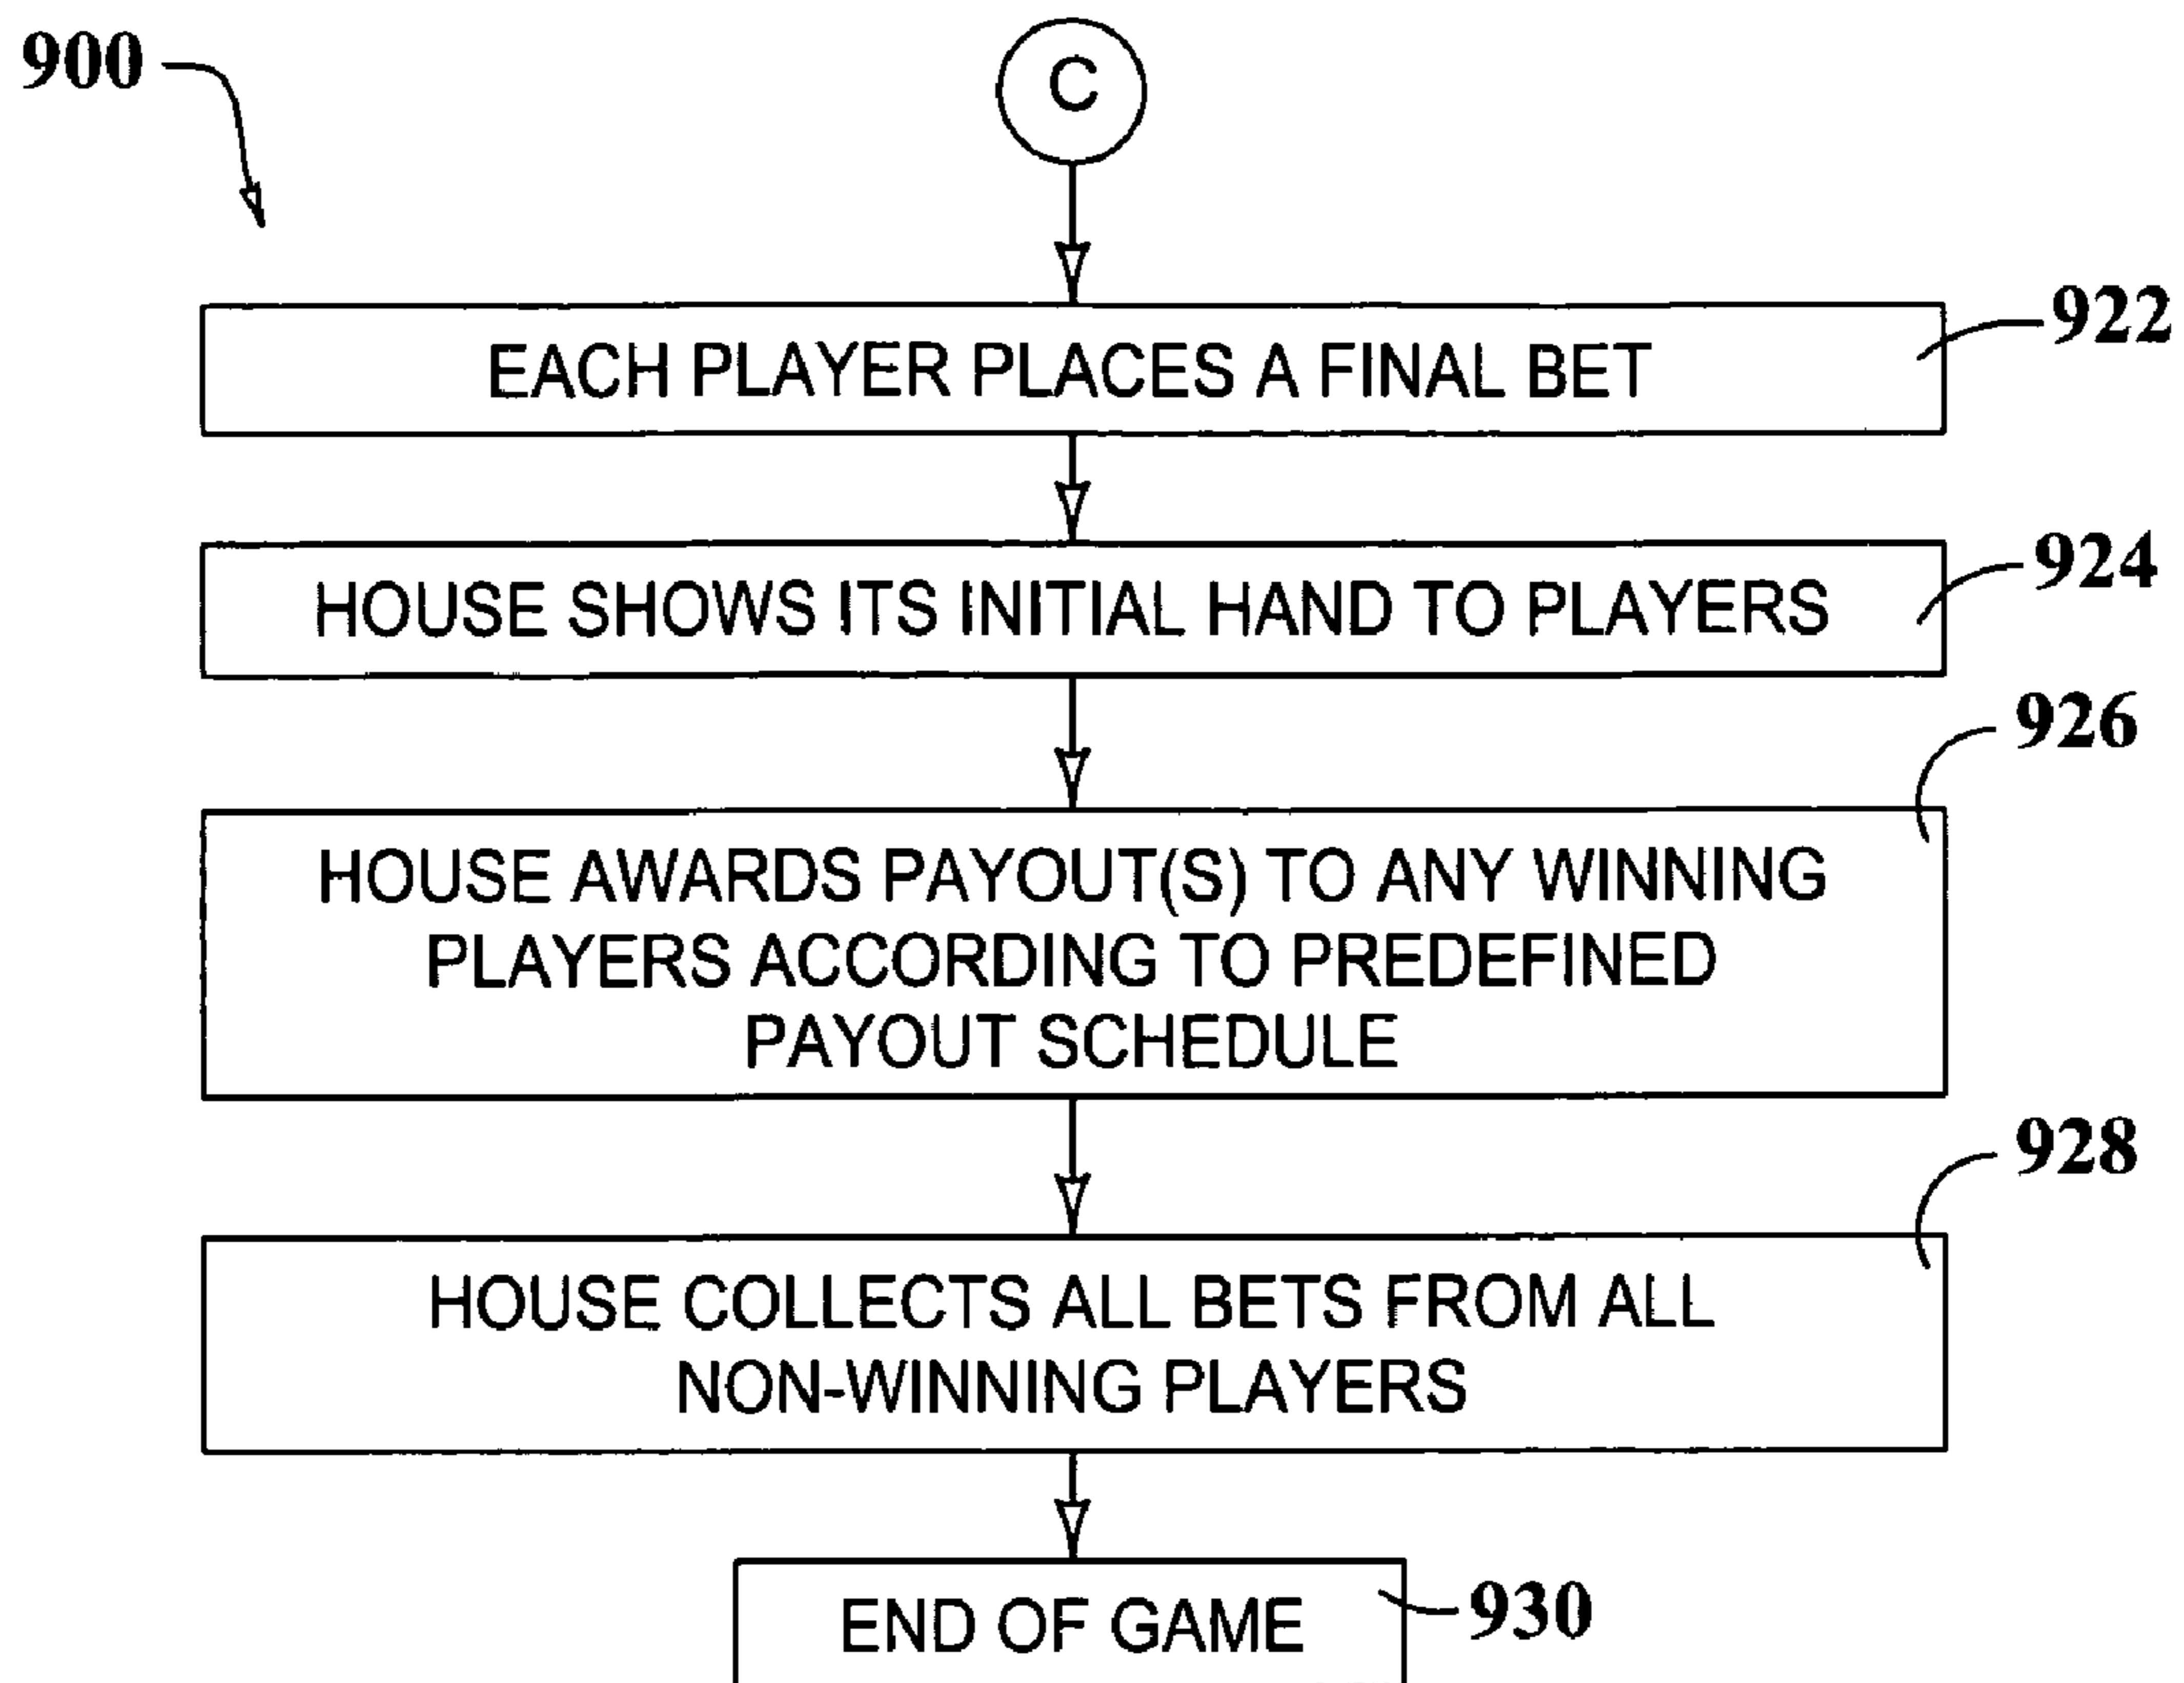 900
C
922
EACH PLAYER PLACES A FINAL BET
924
HOUSE SHOWS ITS INITIAL HAND TO PLAYERS
926
HOUSE AWARDS PAYOUT(S) TO ANY WINNING
PLAYERS ACCORDING TO PREDEFINED
PAYOUT SCHEDULE
928
HOUSE COLLECTS ALL BETS FROM ALL
NON-WINNING PLAYERS
END OF GAME
930